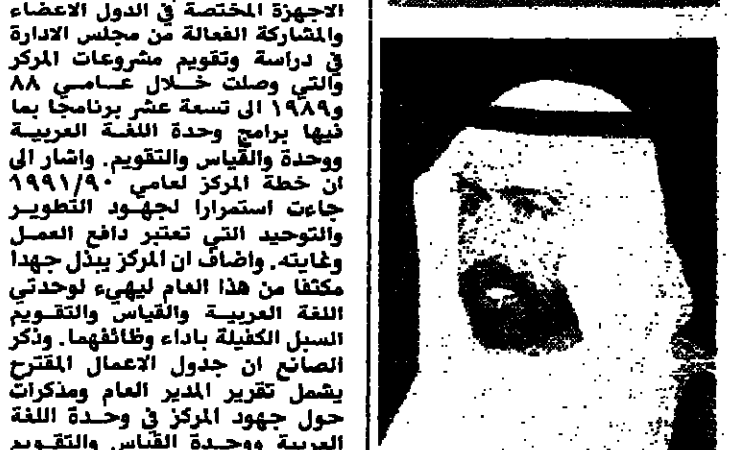 الاجهزة المختصة في الدول الاعضاء
والمشاركة الفعالة من مجلس الادارة
في دراسة وتقويم مشروعات المركز
والتي وصلت خلال عامي ٨٨
و١٩٨٩ الى تسعة عشر برنامجا بما
فيها برامج وحدة اللغة العربية
ووحدة والقياس والتقويم. واشار الى
ان خطة المركز لعامي ١٩٩١/٩٠
جاءت استمرارا لجهود التطوير
والتوحيد التي تعتبر دافع العمل
وغايته. واضاف ان المركز يبذل جهدا
مكثفا من هذا العام ليهيء لوحدتي
اللغة العربية والقياس والتقويم
السبل الكفيلة باداء وظائفهما. وذكر
الصانع ان جدول الاعمال المقترح
يشمل تقرير المدير العام ومذكرات
حول جهود المركز في وحدة اللغة
العربية ووحدة القياس والتقويم